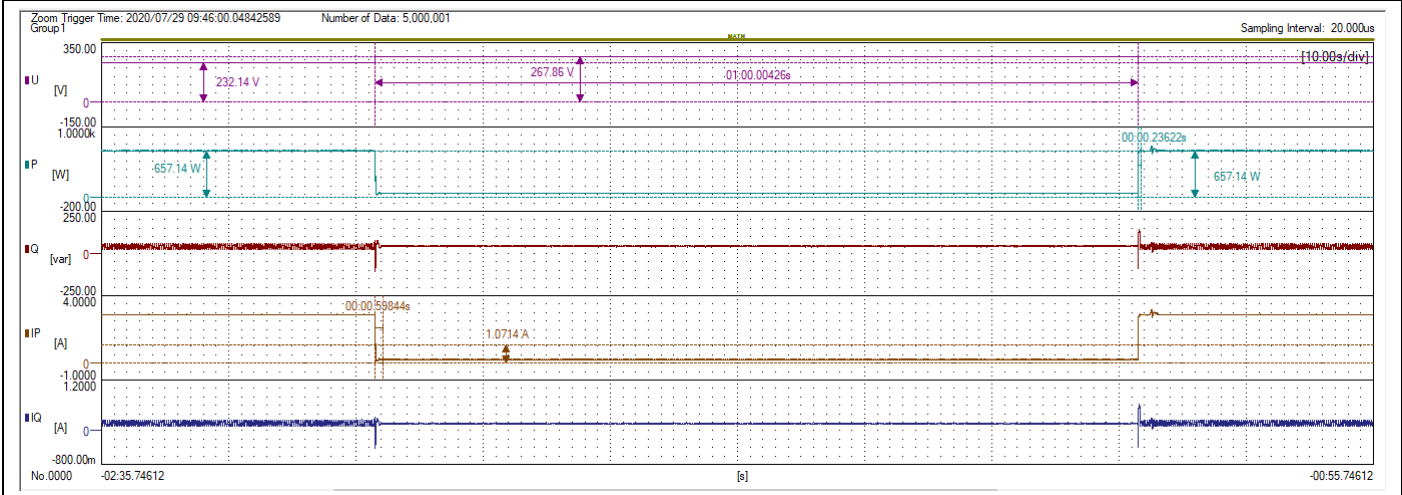 Zoom Trigger Time: 2020/07/29 09:46:00.04842589 Number of Data: 5,000,001
Group1 Sampling Interval: 20.000us
MATH
350.00 [10.00s/div]
U 232.14 V 267.86 V 01:00.00426s
[V]
0
-150.00
1.0000k
00:00.23622s
P 657.14 W 657.14 W
[W]
0
-200.00
250.00
Q
[var] 0
-250.00
4.0000
00:00.59844s
IP 1.0714 A
[A]
0
-1.0000
1.2000
IQ
[A] 0
-800.00m
No.0000 -02:35.74612 [s] -00:55.74612